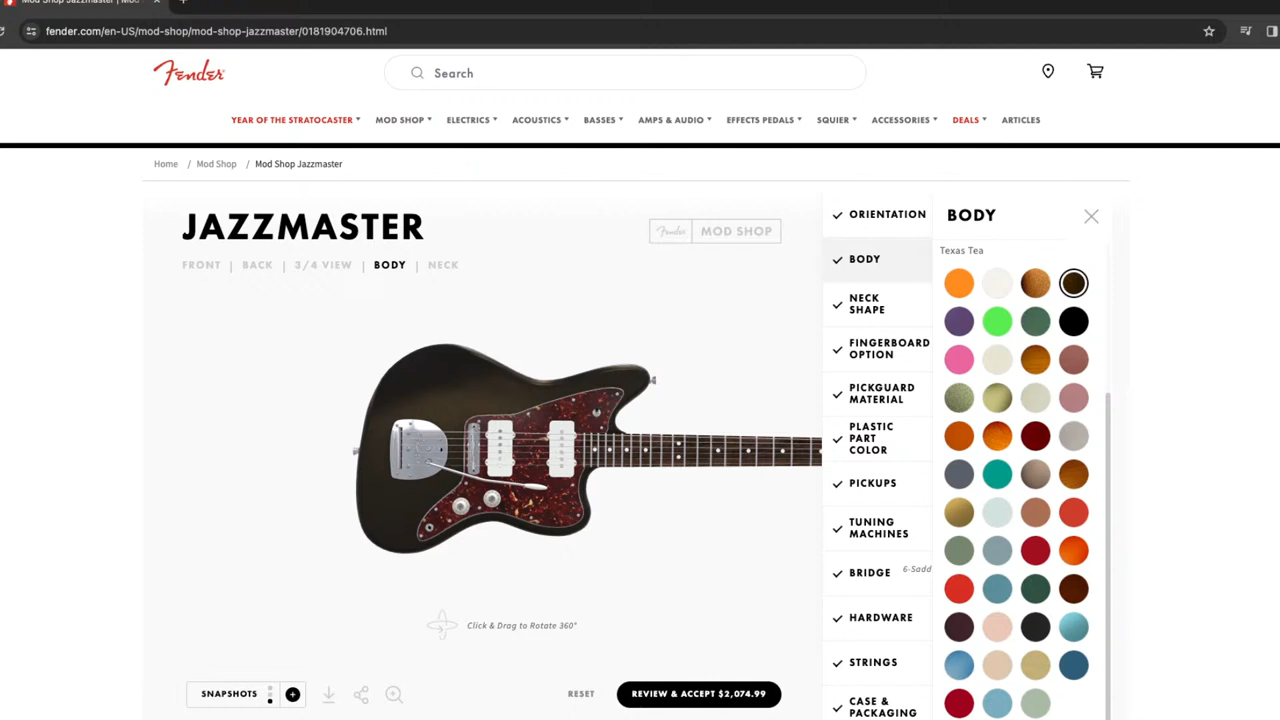 Mod Shop Jazzmaster | Mod
fender.com/en-US/mod-shop/mod-shop-jazzmaster/0181904706.html
Fender
Search
YEAR OF THE STRATOCASTER
MOD SHOP
ELECTRICS
ACOUSTICS
BASSES
AMPS & AUDIO
EFFECTS PEDALS
SQUIER
ACCESSORIES
DEALS
ARTICLES
Home / Mod Shop / Mod Shop Jazzmaster
JAZZMASTER
Fender MOD SHOP
FRONT | BACK | 3/4 VIEW | BODY | NECK
Click & Drag to Rotate 360°
SNAPSHOTS
RESET
REVIEW & ACCEPT $2,074.99
ORIENTATION
BODY
NECK
SHAPE
FINGERBOARD
OPTION
PICKGUARD
MATERIAL
PLASTIC
PART
COLOR
PICKUPS
TUNING
MACHINES
BRIDGE 6-Sadd
HARDWARE
STRINGS
CASE &
PACKAGING
BODY
Texas Tea